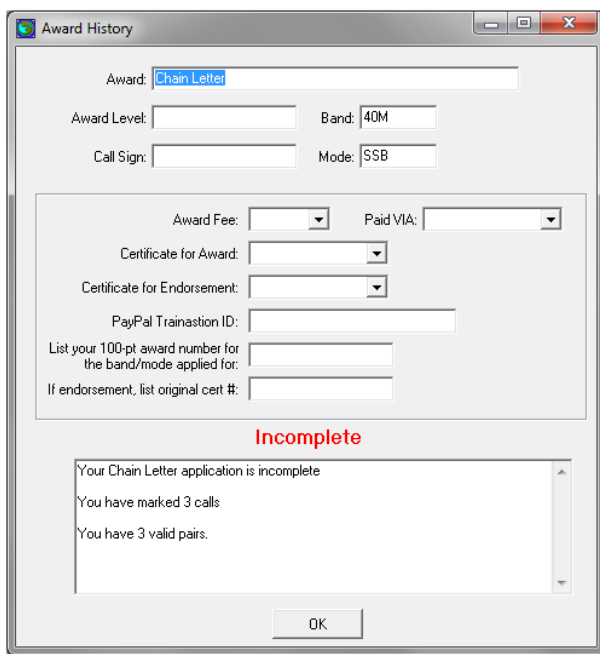 Award History
Award: Chain Letter
Award Level: Band: 40M
Call Sign: Mode: SSB
Award Fee: Paid VIA:
Certificate for Award:
Certificate for Endorsement:
PayPal Trainastion ID:
List your 100-pt award number for
the band/mode applied for:
If endorsement, list original cert #:
Incomplete
Your Chain Letter application is incomplete
You have marked 3 calls
You have 3 valid pairs.
OK